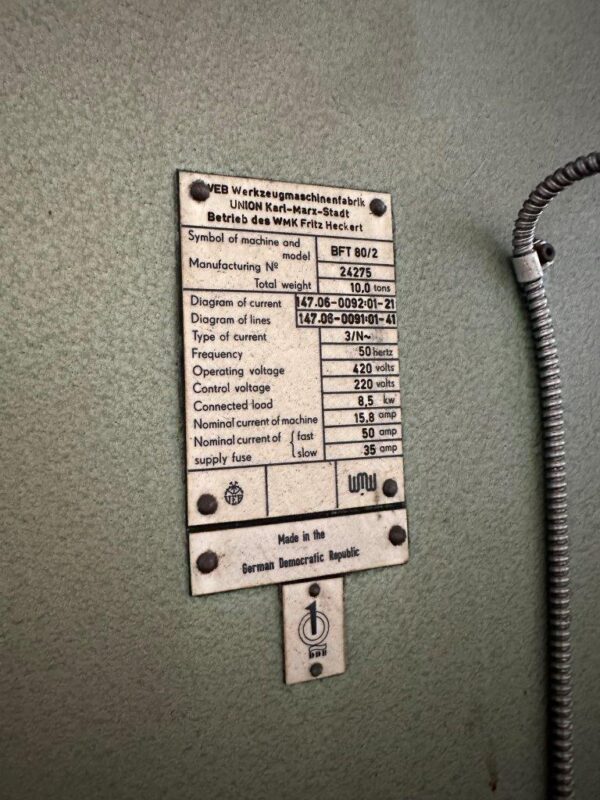 VEB Werkzeugmaschinenfabrik
UNION Karl-Marx-Stadt
Betrieb des WMK Fritz Heckert
Symbol of machine and model BFT 80/2
Manufacturing Nº 24275
Total weight 10,0 tons
Diagram of current 147.06-0092:01-21
Diagram of lines 147.06-0091:01-41
Type of current 3/N~
Frequency 50 hertz
Operating voltage 420 volts
Control voltage 220 volts
Connected load 8,5 kw
Nominal current of machine 15,8 amp
Nominal current of supply fuse { fast 50 amp
slow 35 amp
VEB WMW
Made in the
German Democratic Republic
1
DDR